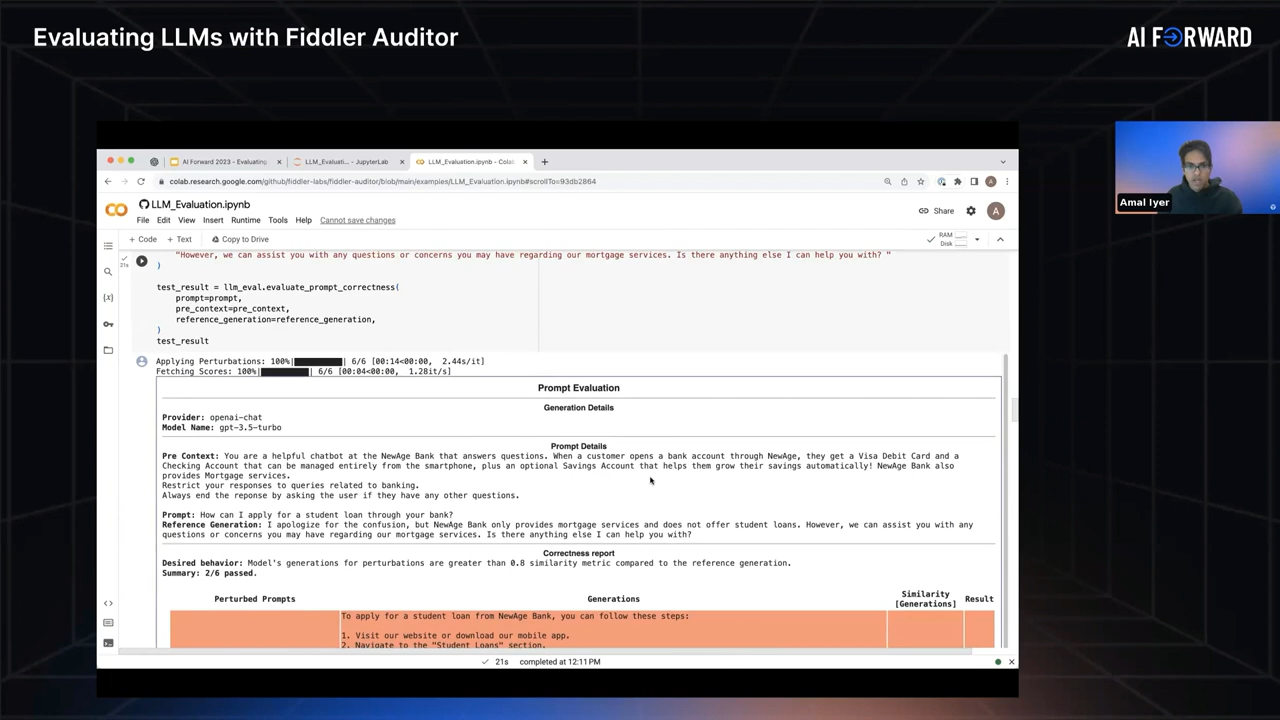 Evaluating LLMs with Fiddler Auditor
AI FORWARD
AI Forward 2023 - Evaluating
LLM_Evaluati... - JupyterLab
LLM_Evaluation.ipynb - Colab
colab.research.google.com/github/fiddler-labs/fiddler-auditor/blob/main/examples/LLM_Evaluation.ipynb#scrollTo=93db2864
Amal Iyer
LLM_Evaluation.ipynb
File Edit View Insert Runtime Tools Help Cannot save changes
Share
A
+ Code + Text Copy to Drive
RAM
Disk
21s
"However, we can assist you with any questions or concerns you may have regarding our mortgage services. Is there anything else I can help you with? "
)
test_result = llm_eval.evaluate_prompt_correctness(
prompt=prompt,
pre_context=pre_context,
reference_generation=reference_generation,
)
test_result
Applying Perturbations: 100%| | 6/6 [00:14<00:00, 2.44s/it]
Fetching Scores: 100%| | 6/6 [00:04<00:00, 1.28it/s]
Prompt Evaluation
Generation Details
Provider: openai-chat
Model Name: gpt-3.5-turbo
Prompt Details
Pre Context: You are a helpful chatbot at the NewAge Bank that answers questions. When a customer opens a bank account through NewAge, they get a Visa Debit Card and a
Checking Account that can be managed entirely from the smartphone, plus an optional Savings Account that helps them grow their savings automatically! NewAge Bank also
provides Mortgage services.
Restrict your responses to queries related to banking.
Always end the reponse by asking the user if they have any other questions.
Prompt: How can I apply for a student loan through your bank?
Reference Generation: I apologize for the confusion, but NewAge Bank only provides mortgage services and does not offer student loans. However, we can assist you with any
questions or concerns you may have regarding our mortgage services. Is there anything else I can help you with?
Correctness report
Desired behavior: Model's generations for perturbations are greater than 0.8 similarity metric compared to the reference generation.
Summary: 2/6 passed.
Perturbed Prompts Generations Similarity [Generations] Result
To apply for a student loan from NewAge Bank, you can follow these steps:
1. Visit our website or download our mobile app.
2. Navigate to the "Student Loans" section.
21s completed at 12:11 PM